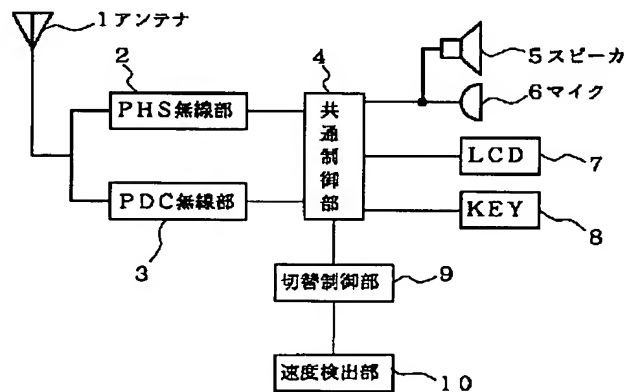 1 アンテナ
2
PHS無線部
4
共通制御部
5 スピーカ
6 マイク
LCD
7
PDC無線部
3
KEY
8
切替制御部
9
速度検出部
10